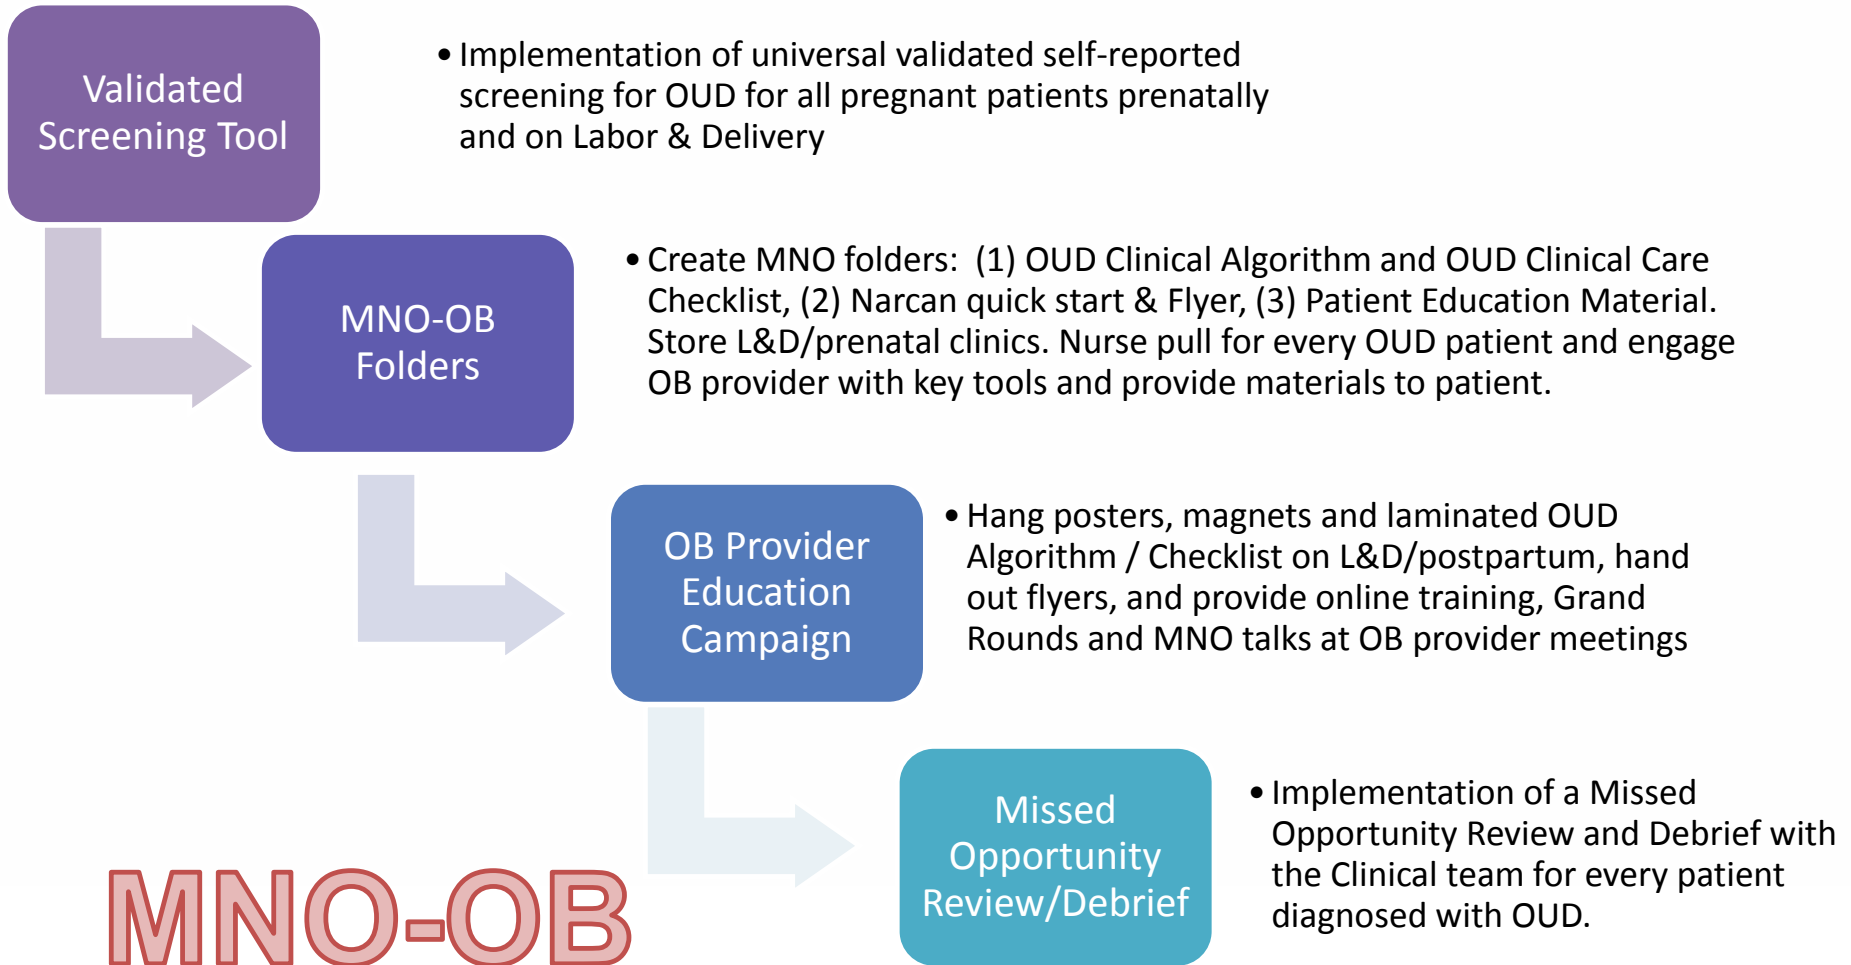 Validated
Screening Tool
• Implementation of universal validated self-reported
screening for OUD for all pregnant patients prenatally
and on Labor & Delivery
MNO-OB
Folders
• Create MNO folders:  (1) OUD Clinical Algorithm and OUD Clinical Care
Checklist, (2) Narcan quick start & Flyer, (3) Patient Education Material.
Store L&D/prenatal clinics. Nurse pull for every OUD patient and engage
OB provider with key tools and provide materials to patient.
OB Provider
Education
Campaign
• Hang posters, magnets and laminated OUD
Algorithm / Checklist on L&D/postpartum, hand
out flyers, and provide online training, Grand
Rounds and MNO talks at OB provider meetings
Missed
Opportunity
Review/Debrief
• Implementation of a Missed
Opportunity Review and Debrief with
the Clinical team for every patient
diagnosed with OUD.
MNO-OB